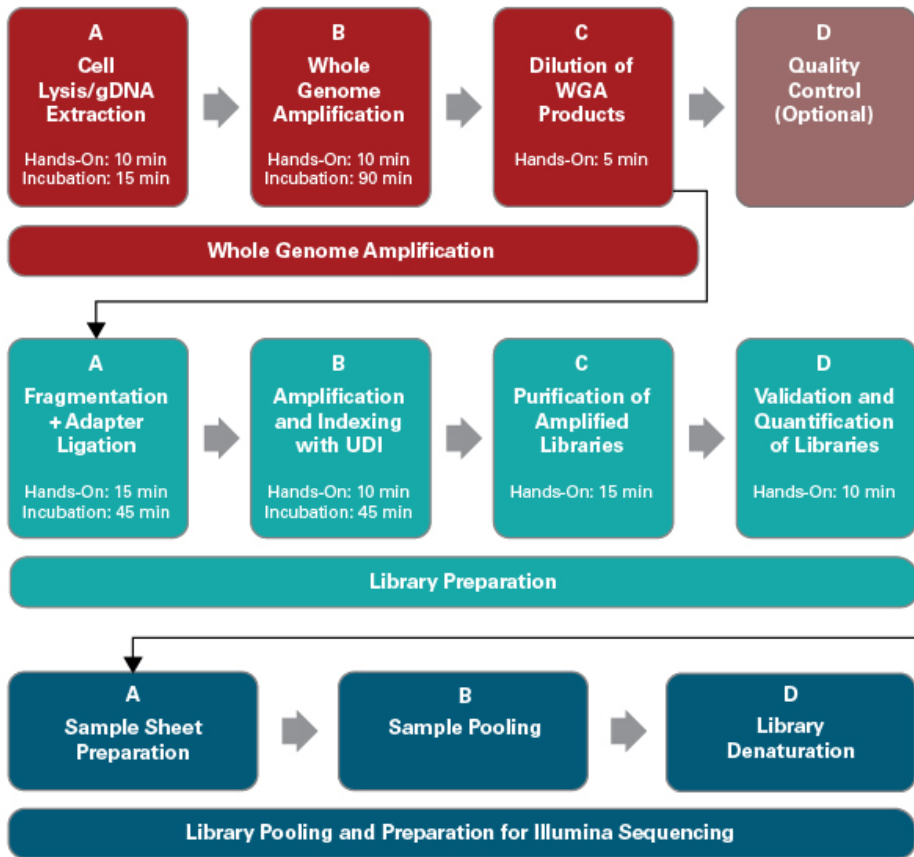 A
Cell
Lysis/gDNA
Extraction
Hands-On: 10 min
Incubation: 15 min
B
Whole
Genome
Amplification
Hands-On: 10 min
Incubation: 90 min
C
Dilution of
WGA
Products
Hands-On: 5 min
D
Quality
Control
(Optional)
Whole Genome Amplification
A
Fragmentation
+ Adapter
Ligation
Hands-On: 15 min
Incubation: 45 min
B
Amplification
and Indexing
with UDI
Hands-On: 10 min
Incubation: 45 min
C
Purification of
Amplified
Libraries
Hands-On: 15 min
D
Validation and
Quantification
of Libraries
Hands-On: 10 min
Library Preparation
A
Sample Sheet
Preparation
B
Sample Pooling
D
Library
Denaturation
Library Pooling and Preparation for Illumina Sequencing